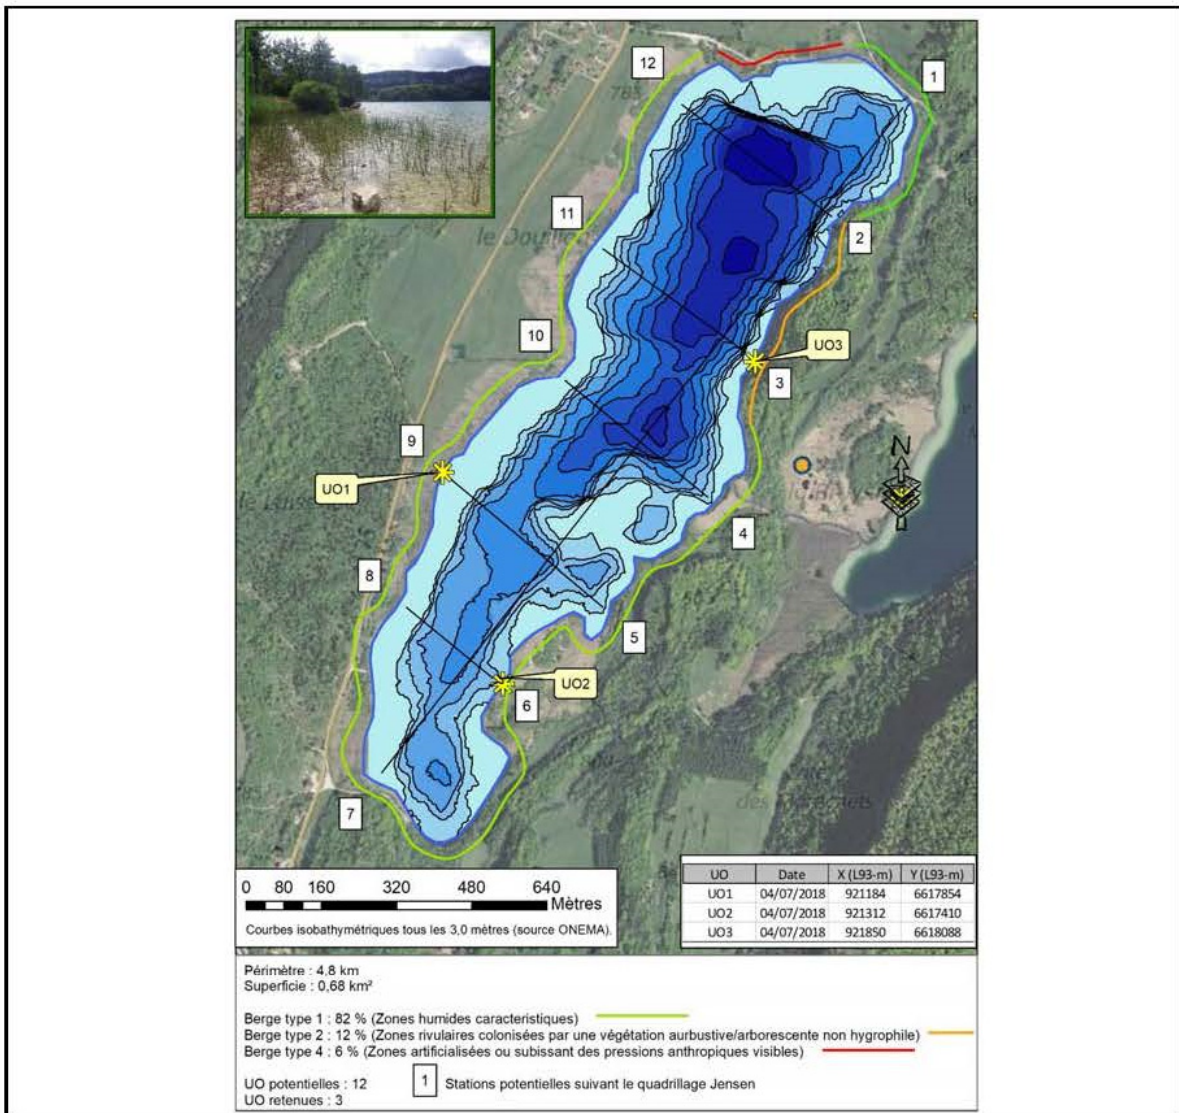 12
1
785
11
le Doul
2
10
UO3
3
9
UO1
N
4
8
5
UO2
6
7
UO Date X (L93-m) Y (L93-m)
UO1 04/07/2018 921184 6617854
UO2 04/07/2018 921312 6617410
UO3 04/07/2018 921850 6618088
0 80 160 320 480 640
Mètres
Courbes isobathymétriques tous les 3,0 mètres (source ONEMA).
Périmètre : 4,8 km
Superficie : 0,68 km²
Berge type 1 : 82 % (Zones humides caracteristiques)
Berge type 2 : 12 % (Zones rivulaires colonisées par une végétation aurbustive/arborescente non hygrophile)
Berge type 4 : 6 % (Zones artificialisées ou subissant des pressions anthropiques visibles)
UO potentielles : 12 1 Stations potentielles suivant le quadrillage Jensen
UO retenues : 3